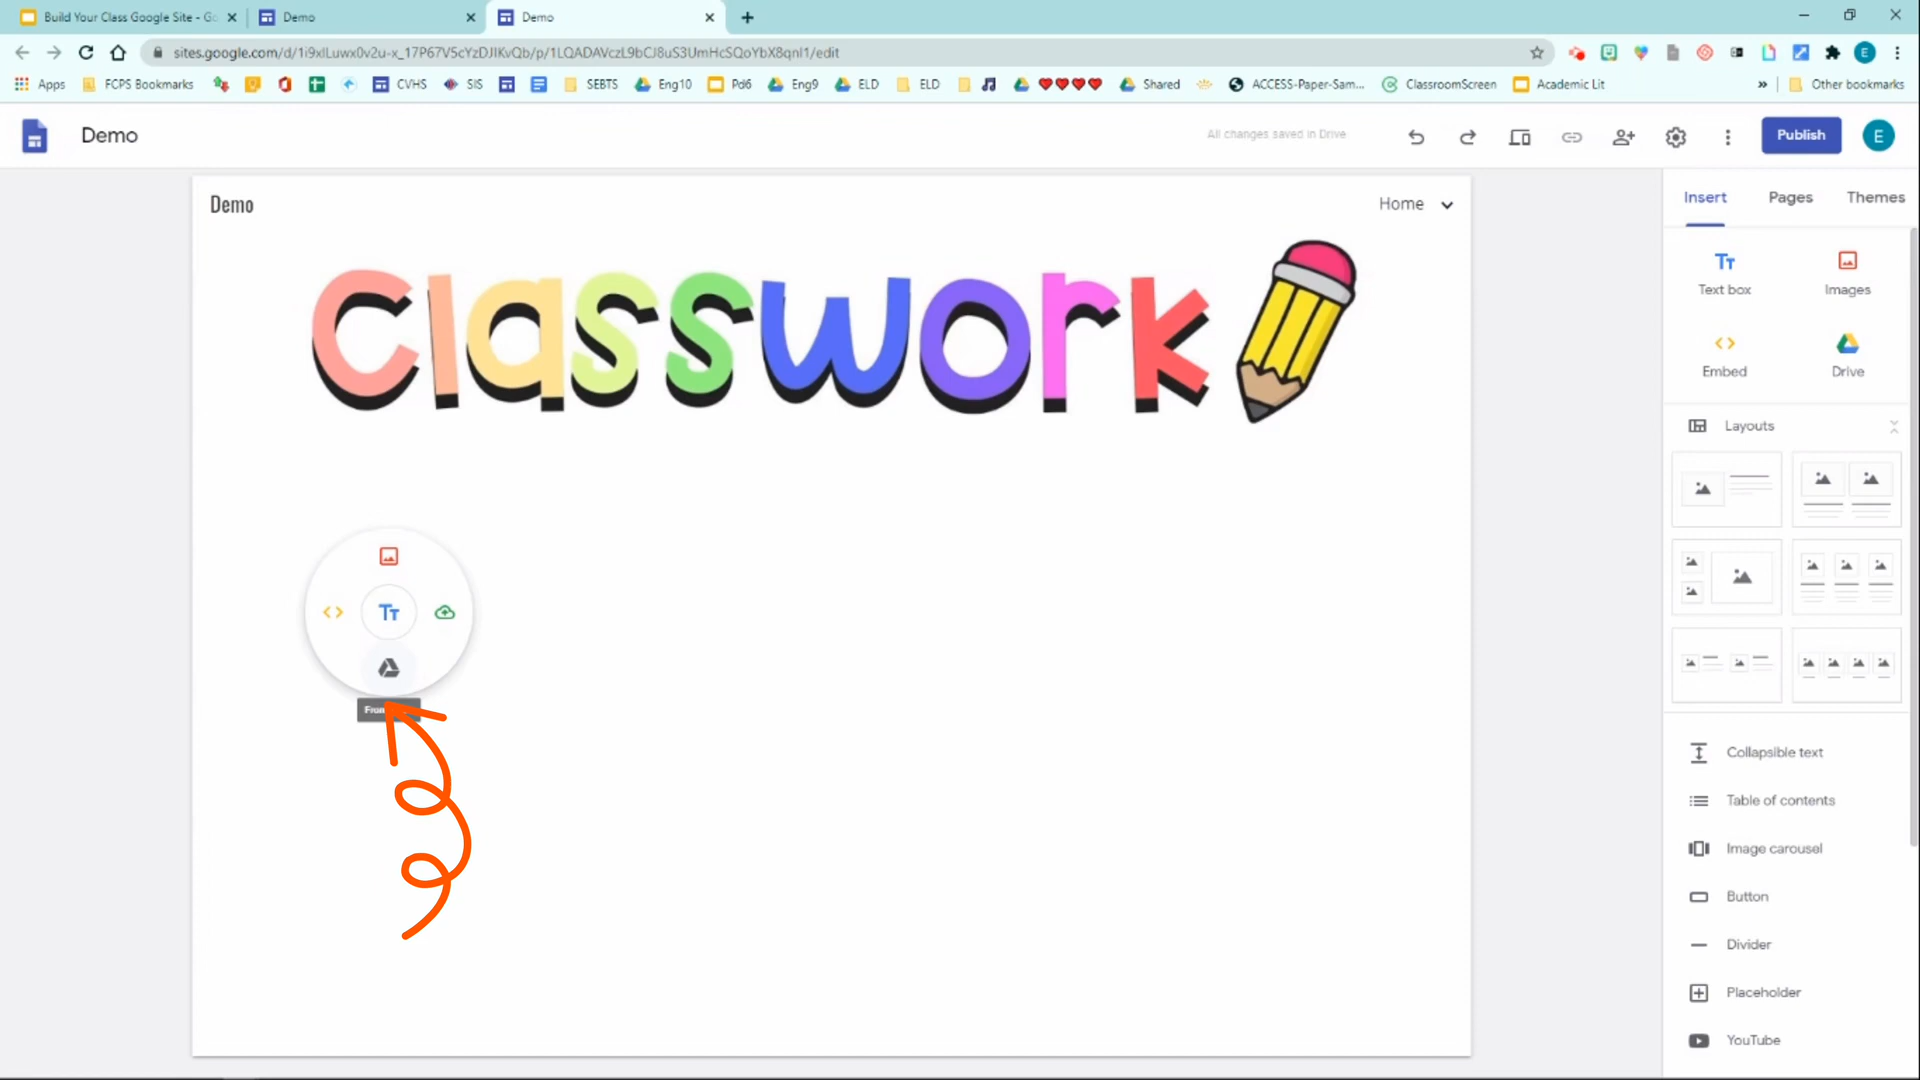 Build Your Class Google Site - Go
Demo
Demo
sites.google.com/d/1i9xlLuwx0v2u-x_17P67V5cYzDJIKvQb/p/1LQADAVczL9bCJ8uS3UmHcSQoYbX8qnI1/edit
Apps
FCPS Bookmarks
CVHS
SIS
SEBTS
Eng10
Pd6
Eng9
ELD
ELD
Shared
ACCESS-Paper-Sam...
ClassroomScreen
Academic Lit
»
Other bookmarks
Demo
All changes saved in Drive
Publish
E
Demo
Home
Classwork
Insert
Pages
Themes
Text box
Images
Embed
Drive
Layouts
Collapsible text
Table of contents
Image carousel
Button
Divider
Placeholder
YouTube